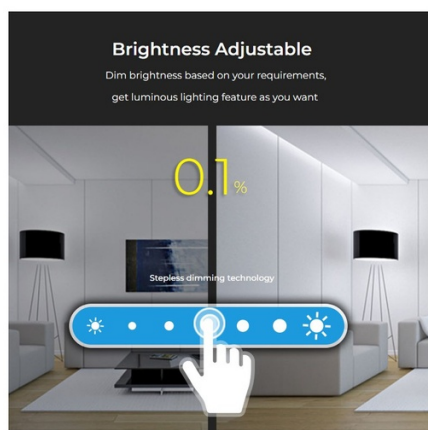 Brightness Adjustable
Dim brightness based on your requirements,
get luminous lighting feature as you want
0.1%
Stepless dimming technology